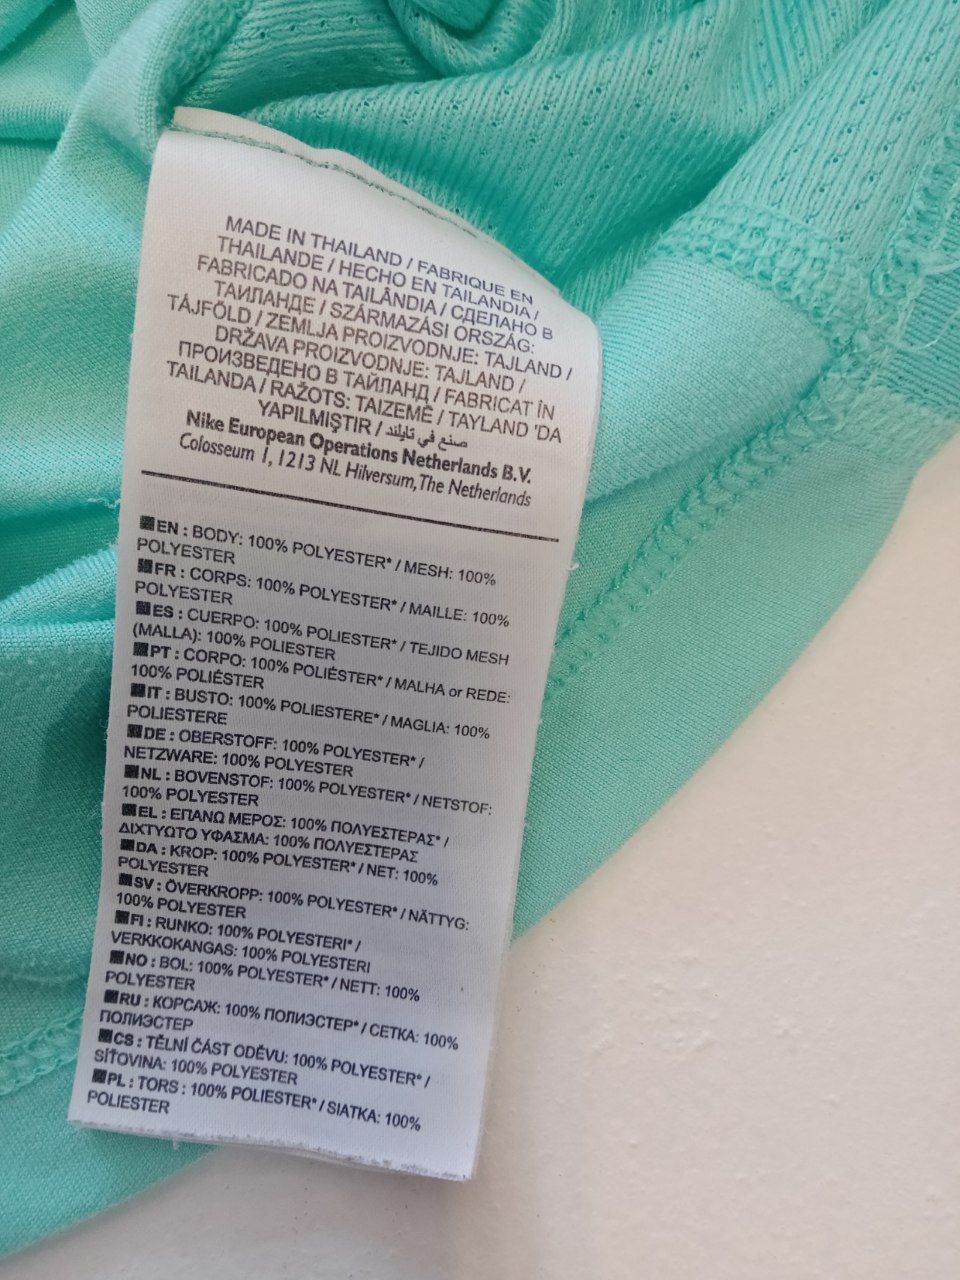 MADE IN THAILAND / FABRIQUE EN
THAILANDE / HECHO EN TAILANDIA /
FABRICADO NA TAILÂNDIA / СДЕЛАНО В
ТАИЛАНДЕ / SZÁRMAZÁSI ORSZÁG:
TÁJFÖLD / ZEMLJA PROIZVODNJE: TAJLAND /
DRŽAVA PROIZVODNJE: TAJLAND /
ПРОИЗВЕДЕНО В ТАЙЛАНД / FABRICAT ÎN
TAILANDA / RAŽOTS: TAIZEMĒ / TAYLAND 'DA
YAPILMIŞTIR / صنع في تايلند
Nike European Operations Netherlands B.V.
Colosseum 1, 1213 NL Hilversum, The Netherlands
EN : BODY: 100% POLYESTER* / MESH: 100%
POLYESTER
FR : CORPS: 100% POLYESTER* / MAILLE: 100%
POLYESTER
ES : CUERPO: 100% POLIESTER* / TEJIDO MESH
(MALLA): 100% POLIESTER
PT : CORPO: 100% POLIÉSTER* / MALHA or REDE:
100% POLIÉSTER
IT : BUSTO: 100% POLIESTERE* / MAGLIA: 100%
POLIESTERE
DE : OBERSTOFF: 100% POLYESTER* /
NETZWARE: 100% POLYESTER
NL : BOVENSTOF: 100% POLYESTER* / NETSTOF:
100% POLYESTER
EL : ΕΠΑΝΩ ΜΕΡΟΣ: 100% ΠΟΛΥΕΣΤΕΡΑΣ* /
ΔΙΧΤΥΩΤΟ ΥΦΑΣΜΑ: 100% ΠΟΛΥΕΣΤΕΡΑΣ
DA : KROP: 100% POLYESTER* / NET: 100%
POLYESTER
SV : ÖVERKROPP: 100% POLYESTER* / NÄTTYG:
100% POLYESTER
FI : RUNKO: 100% POLYESTERI* /
VERKKOKANGAS: 100% POLYESTERI
NO : BOL: 100% POLYESTER* / NETT: 100%
POLYESTER
RU : КОРСАЖ: 100% ПОЛИЭСТЕР* / СЕТКА: 100%
ПОЛИЭСТЕР
CS : TĚLNÍ ČÁST ODĚVU: 100% POLYESTER* /
SÍŤOVINA: 100% POLYESTER
PL : TORS : 100% POLIESTER* / SIATKA: 100%
POLIESTER